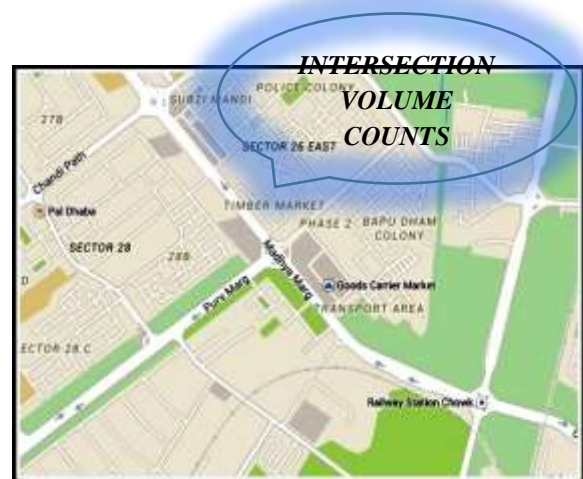 INTERSECTION
VOLUME
COUNTS
POLICE COLONY
SUBZI MANDI
27B
SECTOR 26 EAST
Chandi Path
Pal Dhaba
TIMBER MARKET
PHASE 2
BAPU DHAM
COLONY
SECTOR 28
28B
Madhya Marg
Purv Marg
Goods Carrier Market
TRANSPORT AREA
D
ECTOR 28 C
Railway Station Chowk